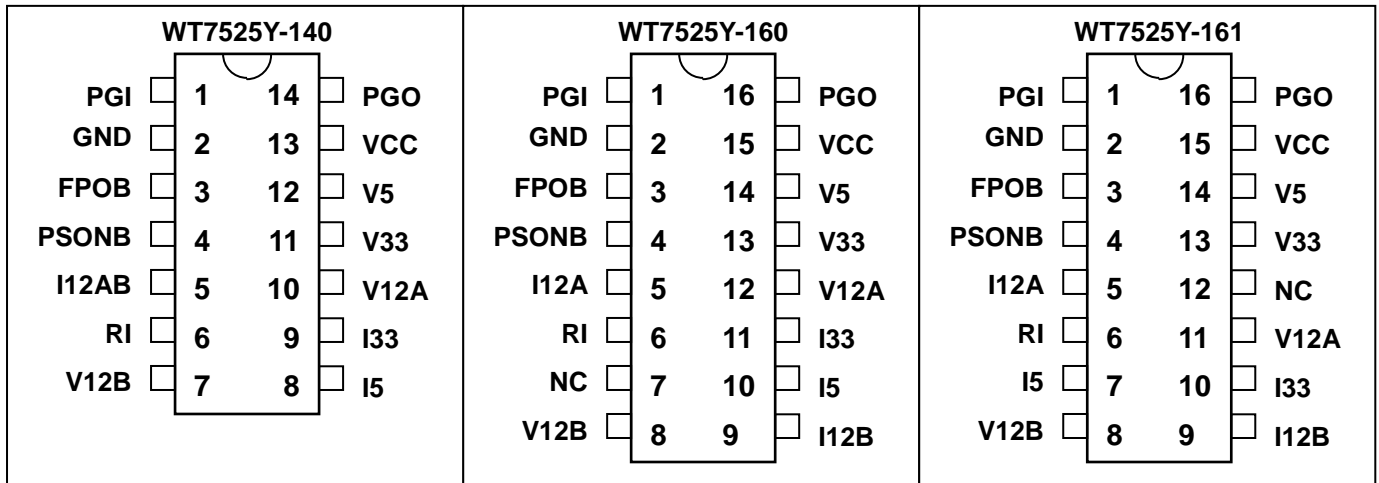 WT7525Y-140
PGI 1 14 PGO
GND 2 13 VCC
FPOB 3 12 V5
PSONB 4 11 V33
I12AB 5 10 V12A
RI 6 9 I33
V12B 7 8 I5
WT7525Y-160
PGI 1 16 PGO
GND 2 15 VCC
FPOB 3 14 V5
PSONB 4 13 V33
I12A 5 12 V12A
RI 6 11 I33
NC 7 10 I5
V12B 8 9 I12B
WT7525Y-161
PGI 1 16 PGO
GND 2 15 VCC
FPOB 3 14 V5
PSONB 4 13 V33
I12A 5 12 NC
RI 6 11 V12A
I5 7 10 I33
V12B 8 9 I12B